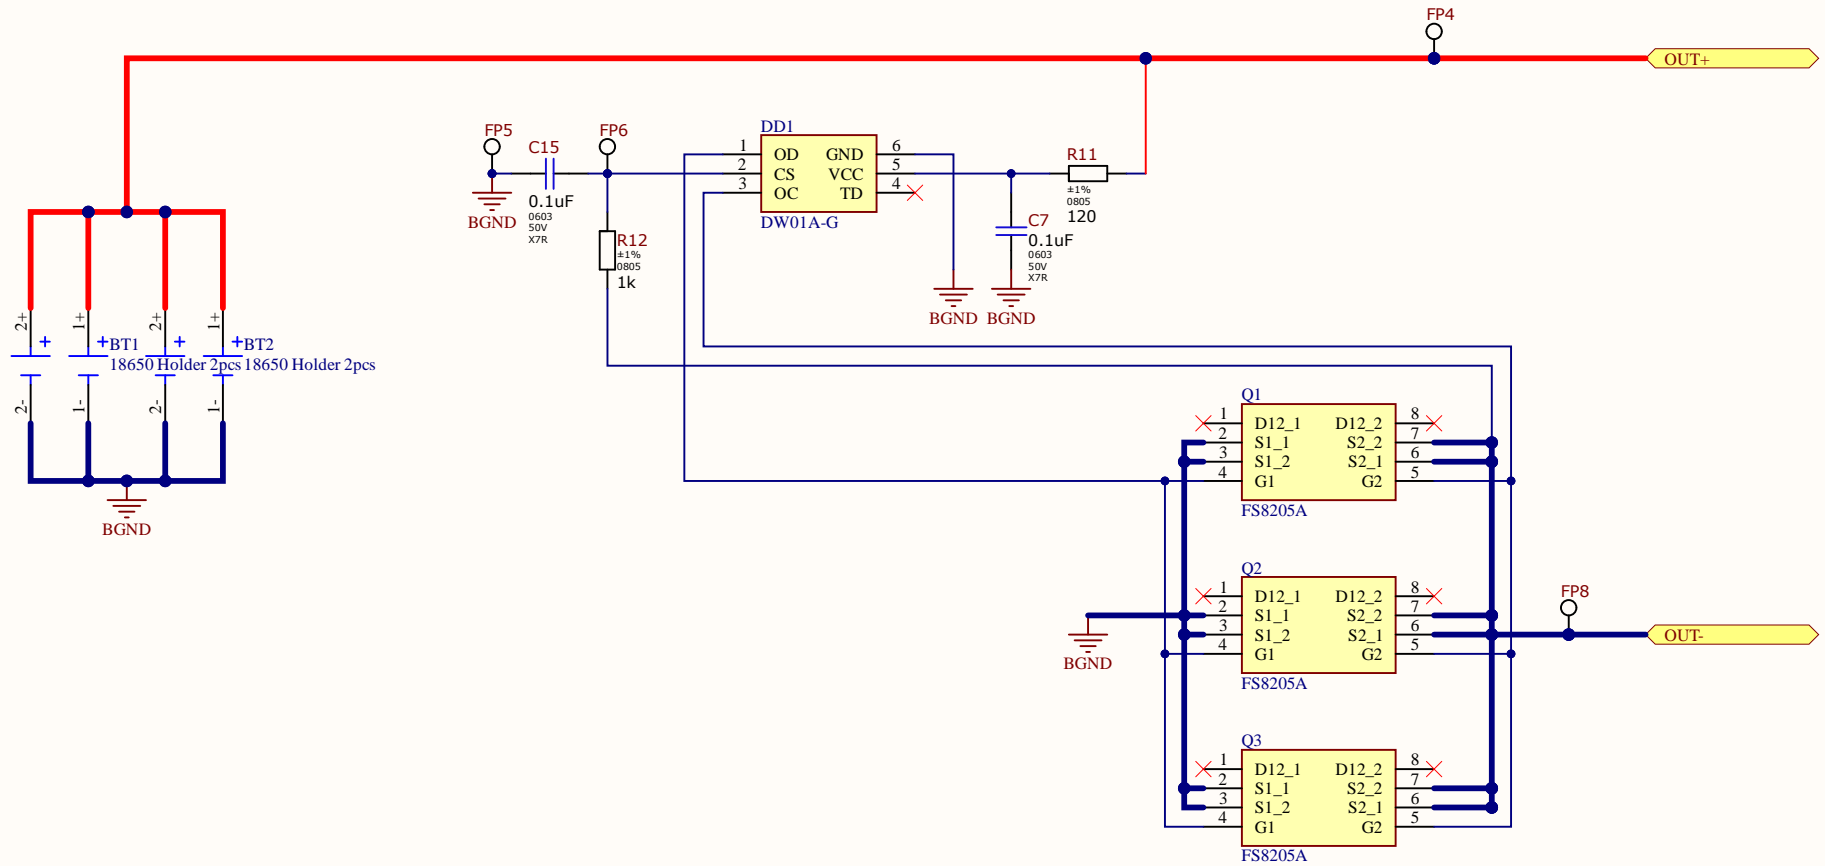 FP4
OUT+
FP5
C15
0.1uF
0603
50V
X7R
BGND
FP6
R12
±1%
0805
1k
DD1
1 OD GND 6
2 CS VCC 5
3 OC TD 4
DW01A-G
R11
±1%
0805
120
C7
0.1uF
0603
50V
X7R
BGND BGND
2+ 1+ 2+ 1+
+ +BT1 + +BT2
18650 Holder 2pcs 18650 Holder 2pcs
2- 1- 2- 1-
BGND
Q1
1 D12_1 D12_2 8
2 S1_1 S2_2 7
3 S1_2 S2_1 6
4 G1 G2 5
FS8205A
Q2
1 D12_1 D12_2 8
2 S1_1 S2_2 7
3 S1_2 S2_1 6
4 G1 G2 5
FS8205A
BGND
FP8
OUT-
Q3
1 D12_1 D12_2 8
2 S1_1 S2_2 7
3 S1_2 S2_1 6
4 G1 G2 5
FS8205A